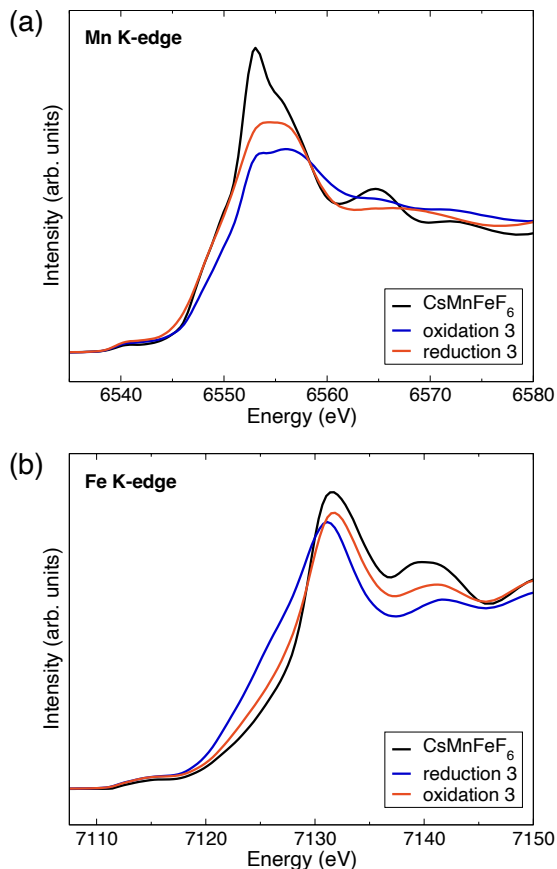 (a)
Mn K-edge
Intensity (arb. units)
CsMnFeF6
oxidation 3
reduction 3
6540 6550 6560 6570 6580
Energy (eV)
(b)
Fe K-edge
Intensity (arb. units)
CsMnFeF6
reduction 3
oxidation 3
7110 7120 7130 7140 7150
Energy (eV)